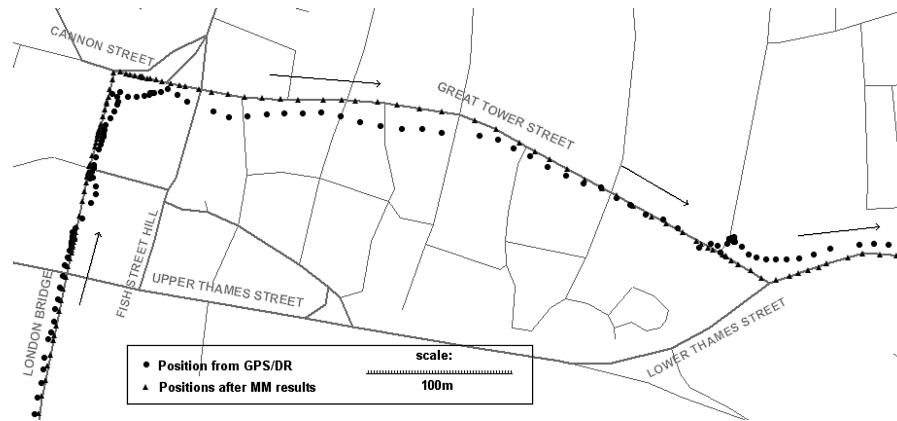 CANNON STREET
GREAT TOWER STREET
FISH STREET HILL
UPPER THAMES STREET
LONDON BRIDGE
LOWER THAMES STREET
Position from GPS/DR
Positions after MM results
scale:
100m